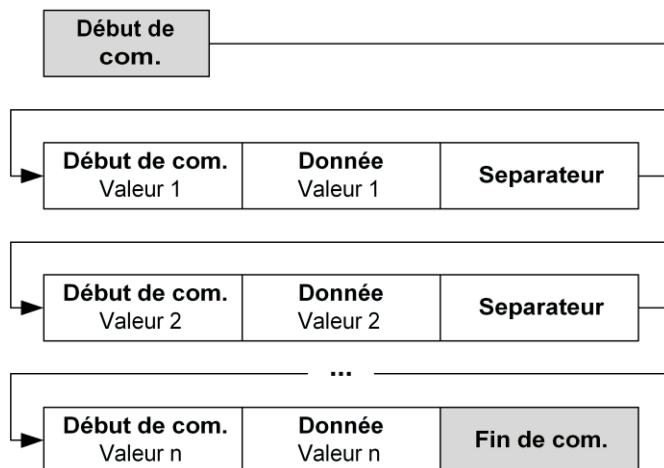 Début de
com.
Début de com.
Valeur 1
Donnée
Valeur 1
Separateur
Début de com.
Valeur 2
Donnée
Valeur 2
Separateur
...
Début de com.
Valeur n
Donnée
Valeur n
Fin de com.